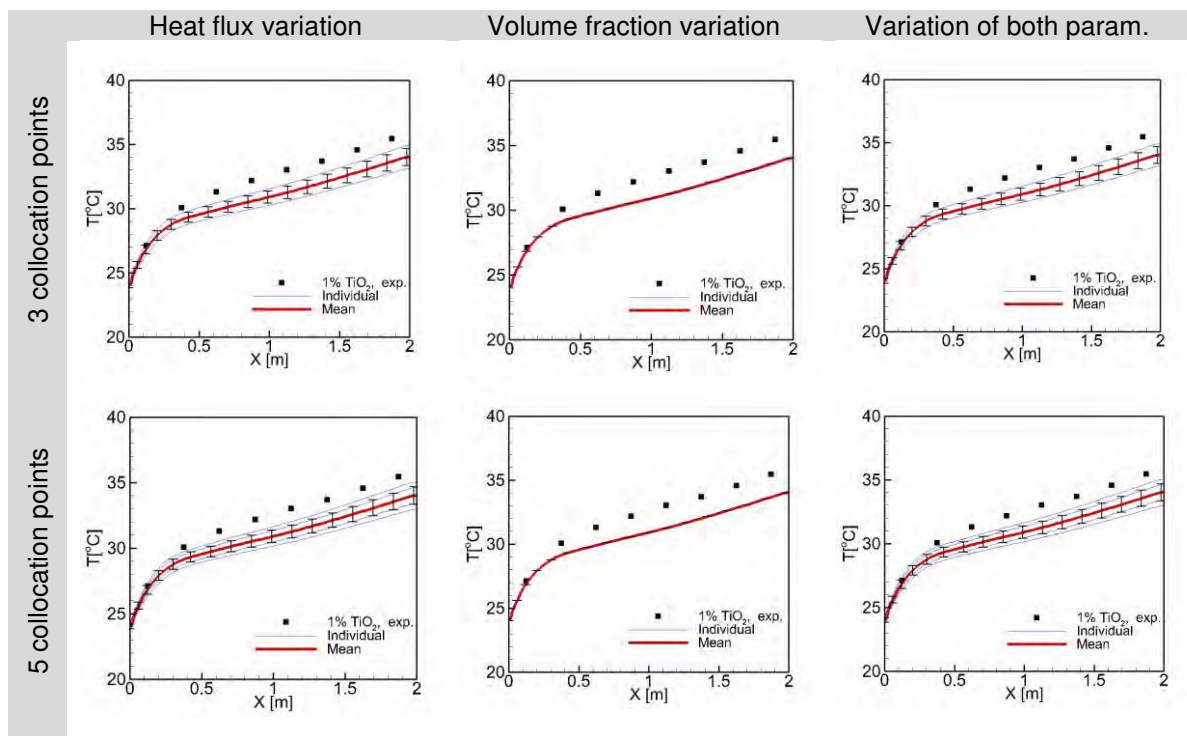 Heat flux variation
Volume fraction variation
Variation of both param.
3 collocation points
40
35
30
25
20
T[°C]
1% TiO2, exp.
Individual
Mean
0
0.5
1
1.5
2
X [m]
40
35
30
25
20
T[°C]
1% TiO2, exp.
Individual
Mean
0
0.5
1
1.5
2
X [m]
40
35
30
25
20
T[°C]
1% TiO2, exp.
Individual
Mean
0
0.5
1
1.5
2
X [m]
5 collocation points
40
35
30
25
20
T[°C]
1% TiO2, exp.
Individual
Mean
0
0.5
1
1.5
2
X [m]
40
35
30
25
20
T[°C]
1% TiO2, exp.
Individual
Mean
0
0.5
1
1.5
2
X [m]
40
35
30
25
20
T[°C]
1% TiO2, exp.
Individual
Mean
0
0.5
1
1.5
2
X [m]